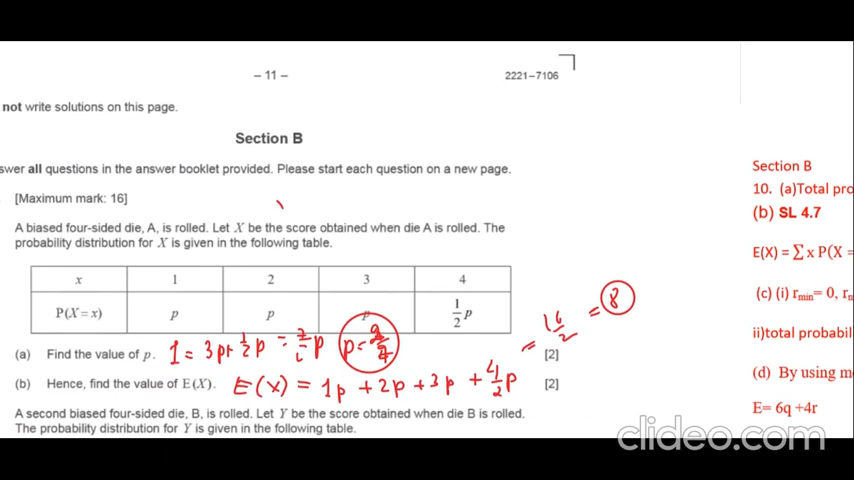 – 11 –
2221–7106
not write solutions on this page.
Section B
swer all questions in the answer booklet provided. Please start each question on a new page.
[Maximum mark: 16]
A biased four-sided die, A, is rolled. Let X be the score obtained when die A is rolled. The
probability distribution for X is given in the following table.
x 1 2 3 4
P(X = x) p p p 1/2 p
(a) Find the value of p. [2]
1 = 3p + 1/2 p = 7/2 p
(b) Hence, find the value of E(X). [2]
E(X) = 1p + 2p + 3p + 4 1/2 p
= 16/2 = 8
A second biased four-sided die, B, is rolled. Let Y be the score obtained when die B is rolled.
The probability distribution for Y is given in the following table.
Section B
10. (a)Total pro
(b) SL 4.7
E(X) = ∑ x P(X =
(c) (i) rmin= 0, r
ii)total probabil
(d) By using m
E= 6q +4r
clideo.com